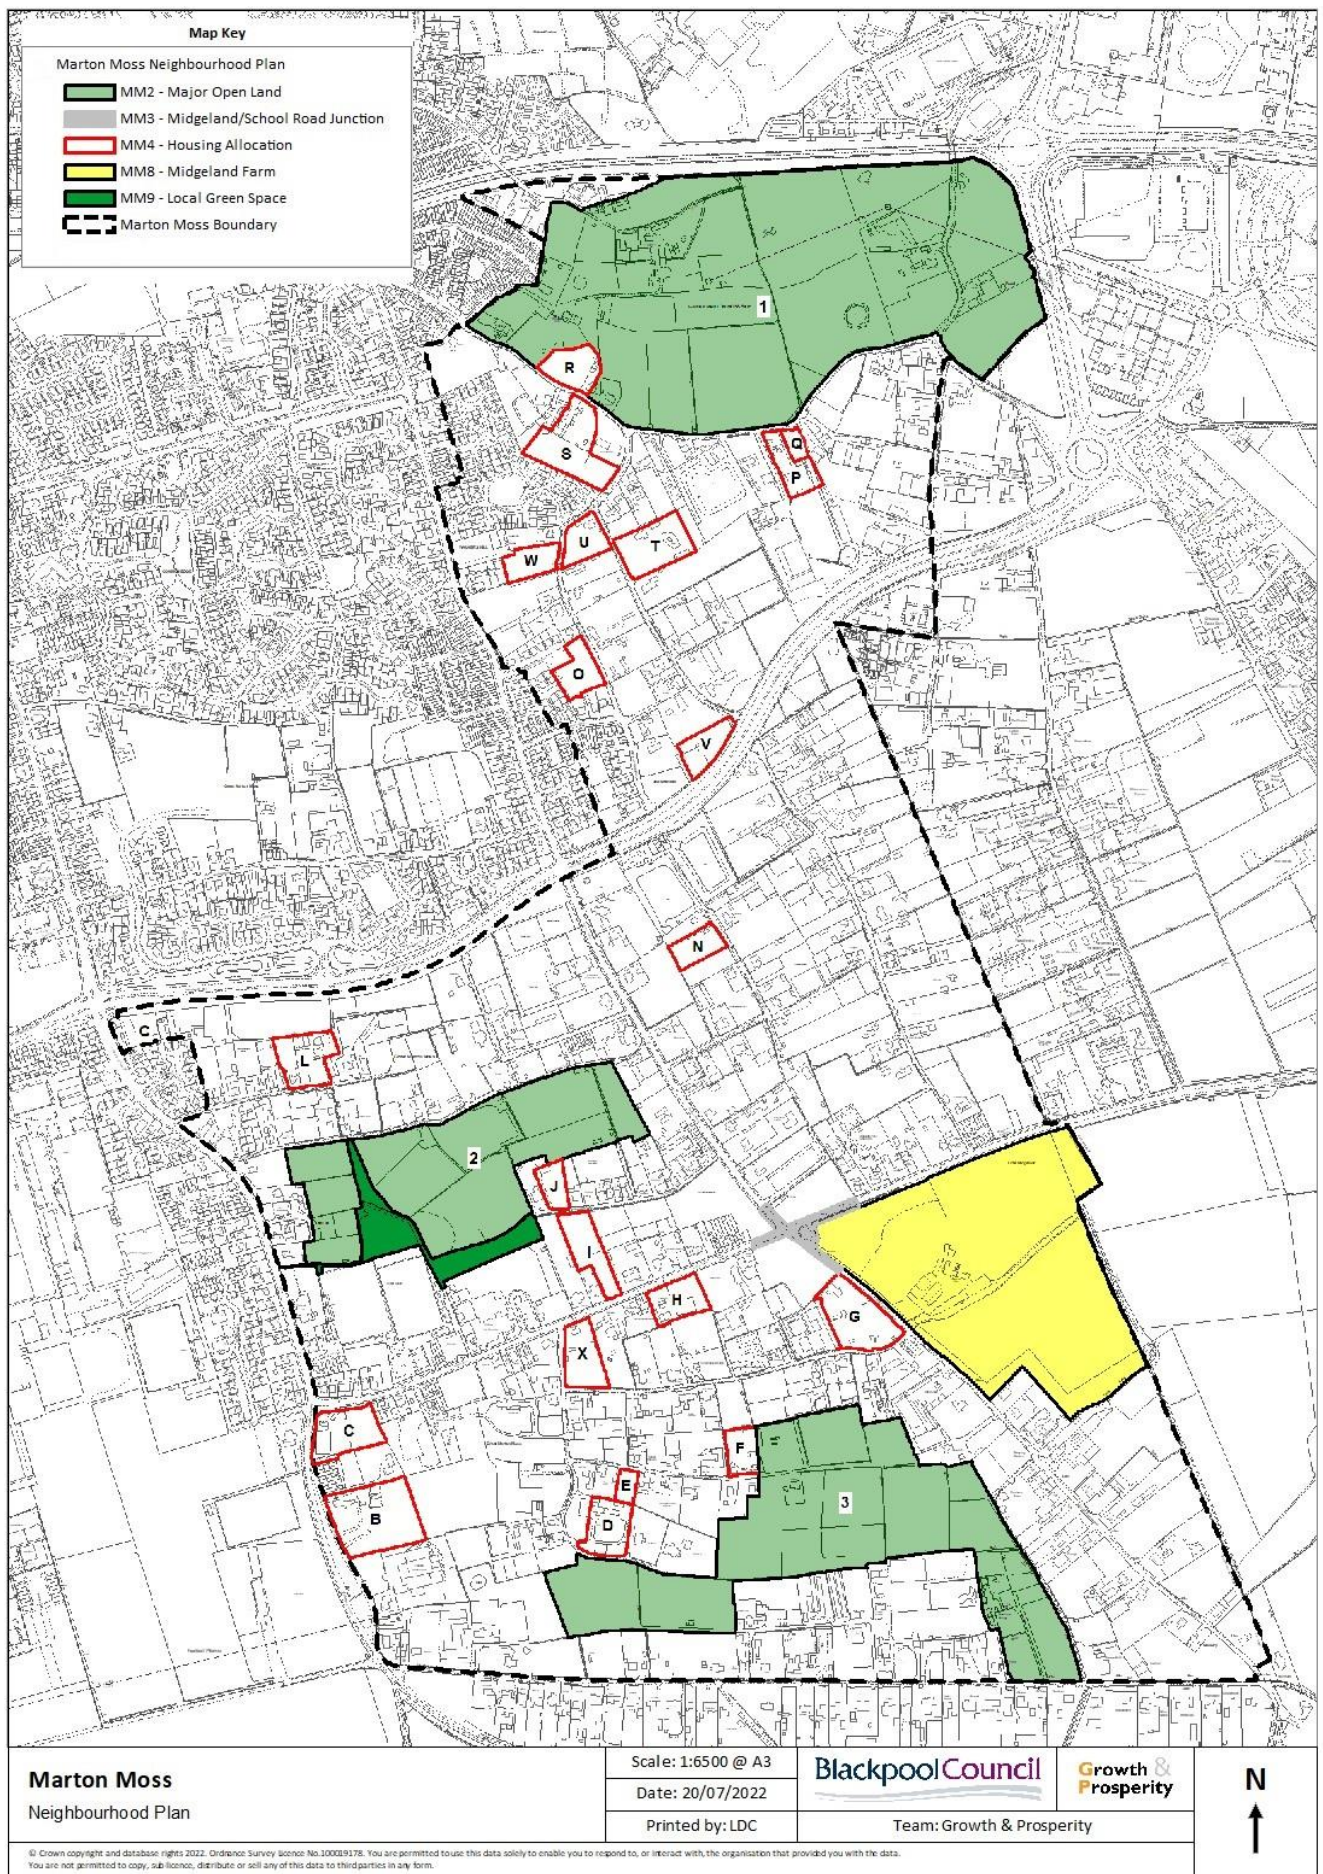 Map Key
Marton Moss Neighbourhood Plan
MM2 - Major Open Land
MM3 - Midgeland/School Road Junction
MM4 - Housing Allocation
MM8 - Midgeland Farm
MM9 - Local Green Space
Marton Moss Boundary
1
R
S
Q
P
W
U
T
O
V
N
C
L
2
J
I
H
G
X
C
F
E
B
D
3
Marton Moss
Neighbourhood Plan
Scale: 1:6500 @ A3
Date: 20/07/2022
Printed by: LDC
Blackpool Council
Growth &
Prosperity
Team: Growth & Prosperity
N
© Crown copyright and database rights 2022. Ordnance Survey Licence No.100019178. You are permitted to use this data solely to enable you to respond to, or interact with, the organisation that provided you with the data.
You are not permitted to copy, sub-licence, distribute or sell any of this data to third parties in any form.